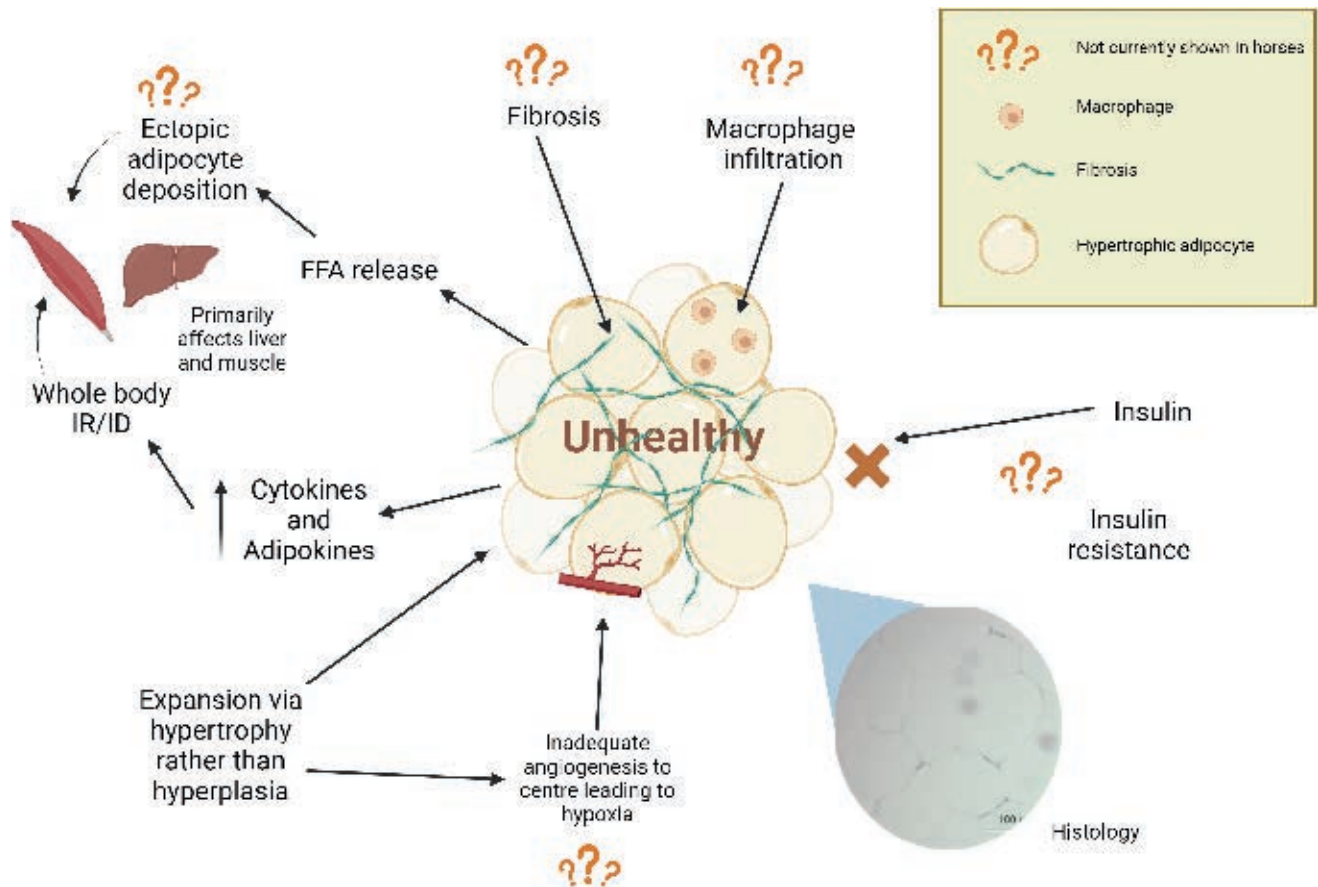 ???
Ectopic
adipocyte
deposition
???
Fibrosis
???
Macrophage
infiltration
???
Not currently shown in horses
Macrophage
Fibrosis
Hypertrophic adipocyte
FFA release
Primarily
affects liver
and muscle
Whole body
IR/ID
Unhealthy
Insulin
???
Insulin
resistance
Cytokines
and
Adipokines
Expansion via
hypertrophy
rather than
hyperplasia
Inadequate
angiogenesis to
centre leading to
hypoxia
???
100
Histology